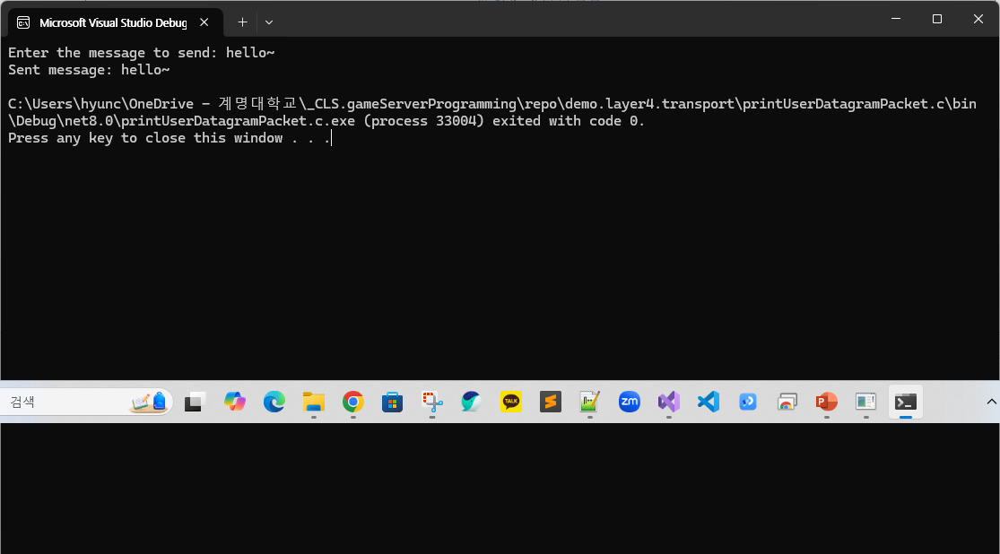 Microsoft Visual Studio Debug
Enter the message to send: hello~
Sent message: hello~
C:\Users\hyunc\OneDrive - 계명대학교\_CLS.gameServerProgramming\repo\demo.layer4.transport\printUserDatagramPacket.c\bin
\Debug\net8.0\printUserDatagramPacket.c.exe (process 33004) exited with code 0.
Press any key to close this window . . .
검색
TALK
zm
P